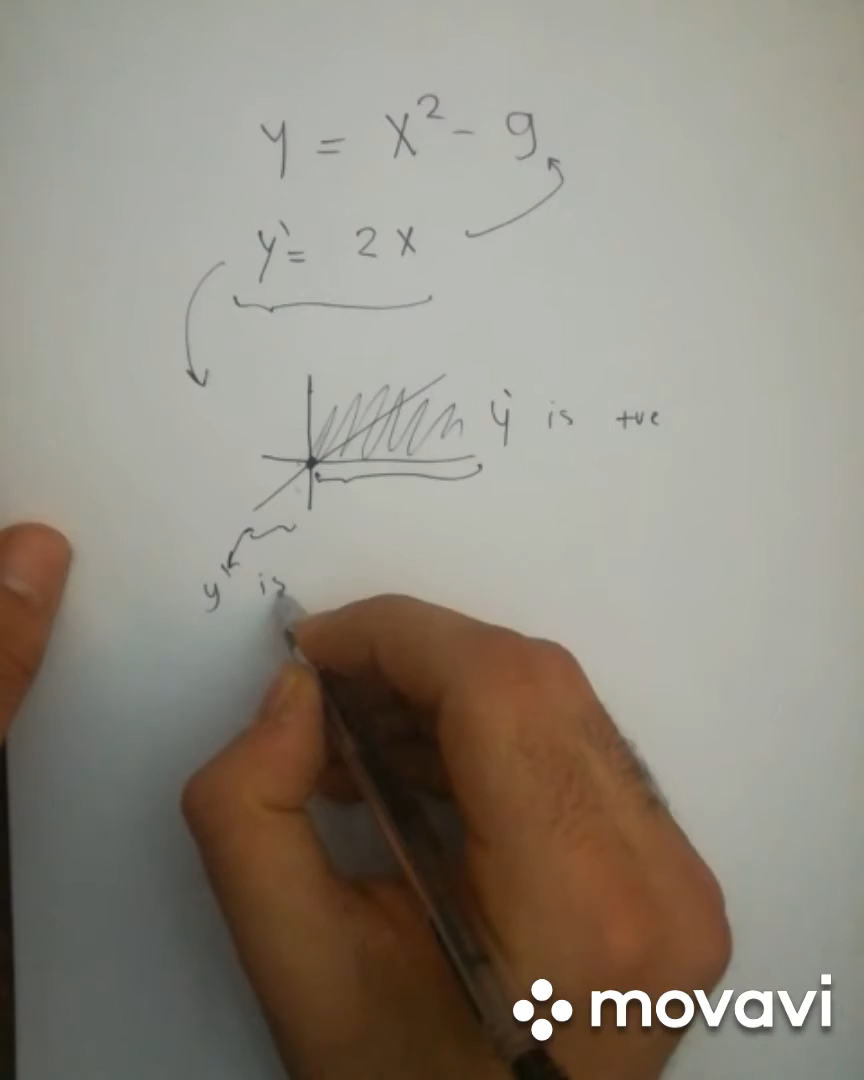 y = x² - 9
y` = 2x
y` is +ve
y` is
movavi